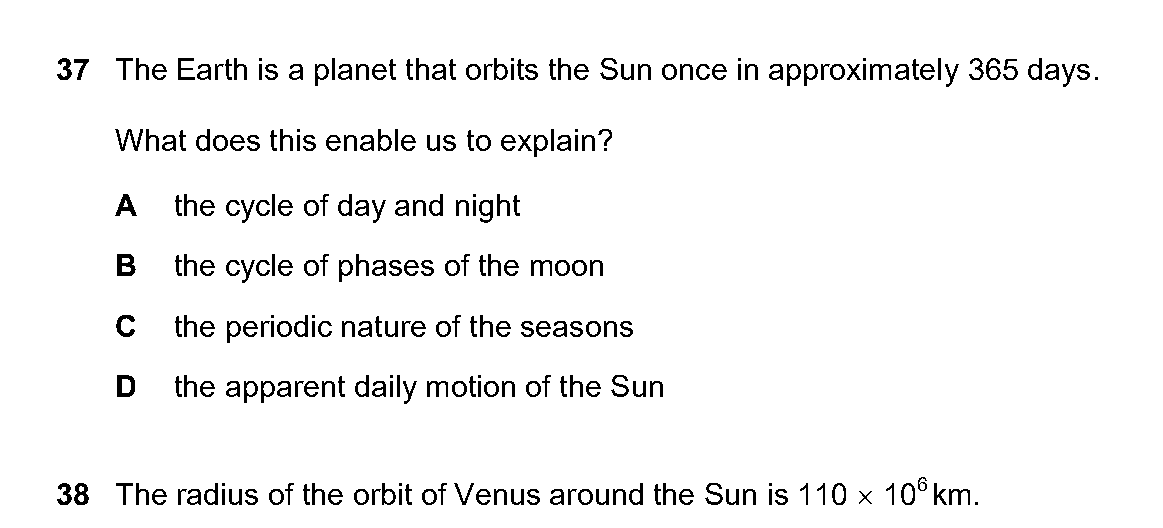 37 The Earth is a planet that orbits the Sun once in approximately 365 days.
What does this enable us to explain?
A the cycle of day and night
B the cycle of phases of the moon
C the periodic nature of the seasons
D the apparent daily motion of the Sun
38 The radius of the orbit of Venus around the Sun is 110 × 10⁶ km.